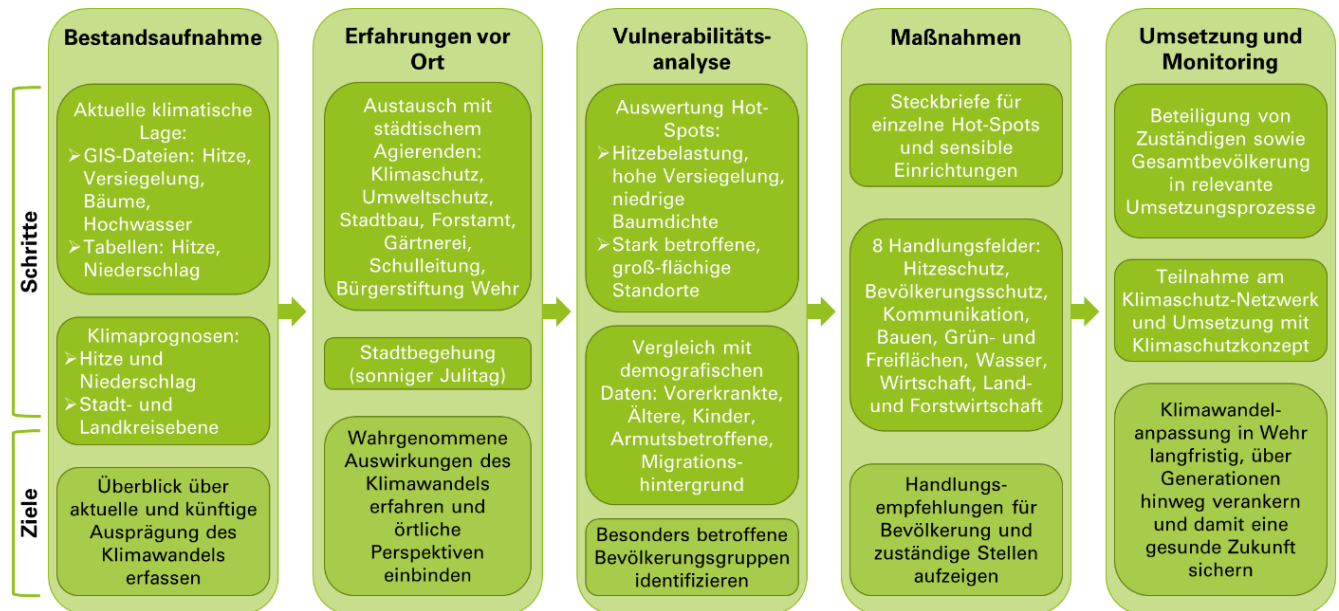 Schritte
Ziele
Bestandsaufnahme
Aktuelle klimatische
Lage:
➢GIS-Dateien: Hitze,
Versiegelung,
Bäume,
Hochwasser
➢Tabellen: Hitze,
Niederschlag
Klimaprognosen:
➢Hitze und
Niederschlag
➢Stadt- und
Landkreisebene
Überblick über
aktuelle und künftige
Ausprägung des
Klimawandels
erfassen
Erfahrungen vor
Ort
Austausch mit
städtischem
Agierenden:
Klimaschutz,
Umweltschutz,
Stadtbau, Forstamt,
Gärtnerei,
Schulleitung,
Bürgerstiftung Wehr
Stadtbegehung
(sonniger Julitag)
Wahrgenommene
Auswirkungen des
Klimawandels
erfahren und
örtliche
Perspektiven
einbinden
Vulnerabilitäts-
analyse
Auswertung Hot-
Spots:
➢Hitzebelastung,
hohe Versiegelung,
niedrige
Baumdichte
➢Stark betroffene,
groß-flächige
Standorte
Vergleich mit
demografischen
Daten: Vorerkrankte,
Ältere, Kinder,
Armutsbetroffene,
Migrations-
hintergrund
Besonders betroffene
Bevölkerungsgruppen
identifizieren
Maßnahmen
Steckbriefe für
einzelne Hot-Spots
und sensible
Einrichtungen
8 Handlungsfelder:
Hitzeschutz,
Bevölkerungsschutz,
Kommunikation,
Bauen, Grün- und
Freiflächen, Wasser,
Wirtschaft, Land-
und Forstwirtschaft
Handlungs-
empfehlungen für
Bevölkerung und
zuständige Stellen
aufzeigen
Umsetzung und
Monitoring
Beteiligung von
Zuständigen sowie
Gesamtbevölkerung
in relevante
Umsetzungsprozesse
Teilnahme am
Klimaschutz-Netzwerk
und Umsetzung mit
Klimaschutzkonzept
Klimawandel-
anpassung in Wehr
langfristig, über
Generationen
hinweg verankern
und damit eine
gesunde Zukunft
sichern